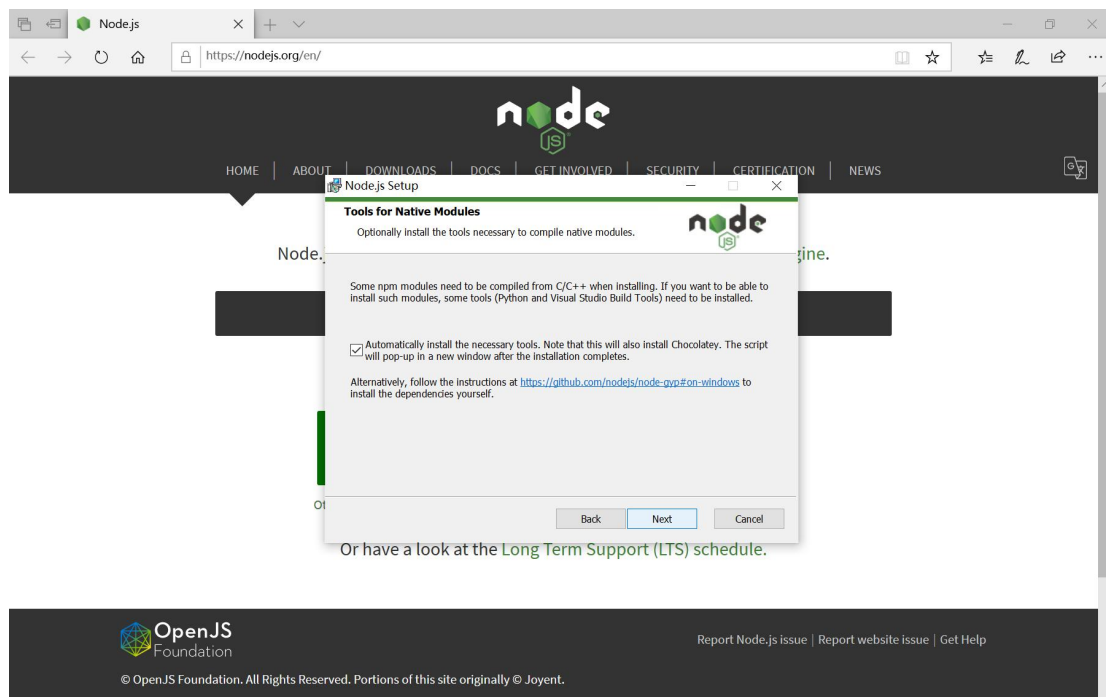 Node.js
https://nodejs.org/en/
node
JS
HOME | ABOUT | DOWNLOADS | DOCS | GET INVOLVED | SECURITY | CERTIFICATION | NEWS
Node.js Setup
Tools for Native Modules
Optionally install the tools necessary to compile native modules.
node
JS
Node.
gine.
Some npm modules need to be compiled from C/C++ when installing. If you want to be able to
install such modules, some tools (Python and Visual Studio Build Tools) need to be installed.
Automatically install the necessary tools. Note that this will also install Chocolatey. The script
will pop-up in a new window after the installation completes.
Alternatively, follow the instructions at https://github.com/nodejs/node-gyp#on-windows to
install the dependencies yourself.
Back Next Cancel
Or have a look at the Long Term Support (LTS) schedule.
OpenJS
Foundation
Report Node.js issue | Report website issue | Get Help
© OpenJS Foundation. All Rights Reserved. Portions of this site originally © Joyent.